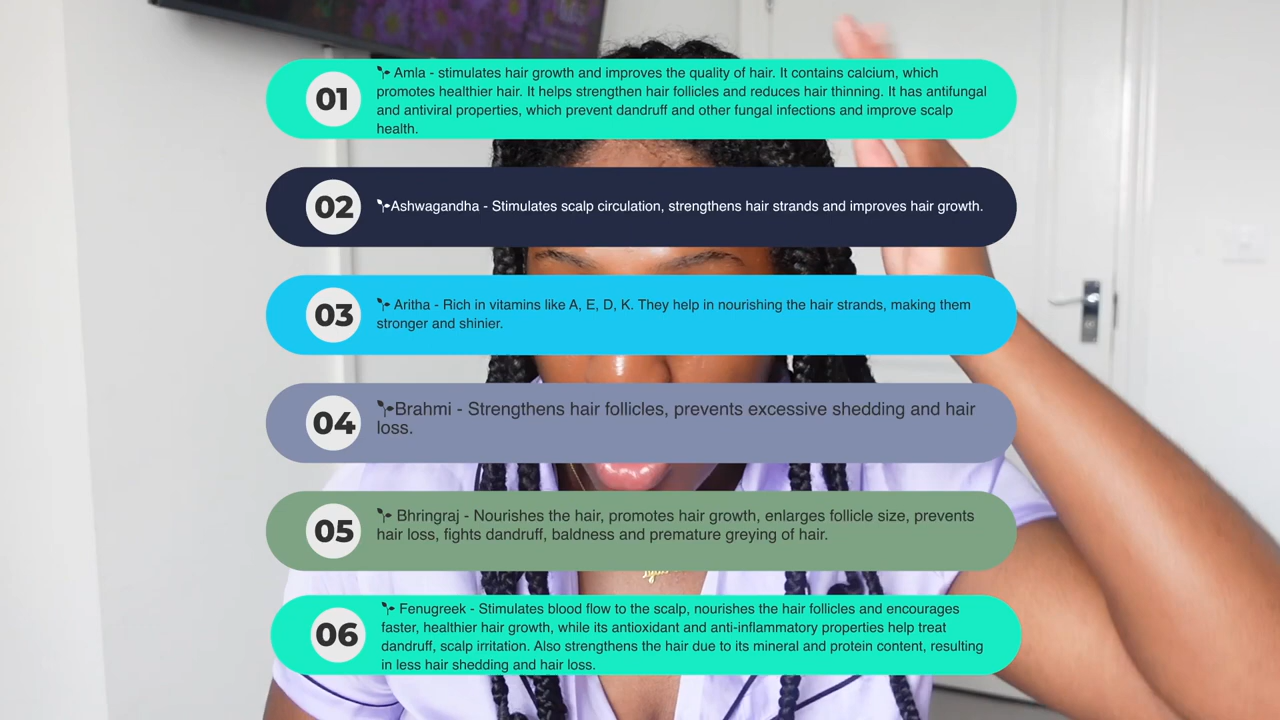 01
Amla - stimulates hair growth and improves the quality of hair. It contains calcium, which
promotes healthier hair. It helps strengthen hair follicles and reduces hair thinning. It has antifungal
and antiviral properties, which prevent dandruff and other fungal infections and improve scalp
health.
02
Ashwagandha - Stimulates scalp circulation, strengthens hair strands and improves hair growth.
03
Aritha - Rich in vitamins like A, E, D, K. They help in nourishing the hair strands, making them
stronger and shinier.
04
Brahmi - Strengthens hair follicles, prevents excessive shedding and hair
loss.
05
Bhringraj - Nourishes the hair, promotes hair growth, enlarges follicle size, prevents
hair loss, fights dandruff, baldness and premature greying of hair.
06
Fenugreek - Stimulates blood flow to the scalp, nourishes the hair follicles and encourages
faster, healthier hair growth, while its antioxidant and anti-inflammatory properties help treat
dandruff, scalp irritation. Also strengthens the hair due to its mineral and protein content, resulting
in less hair shedding and hair loss.